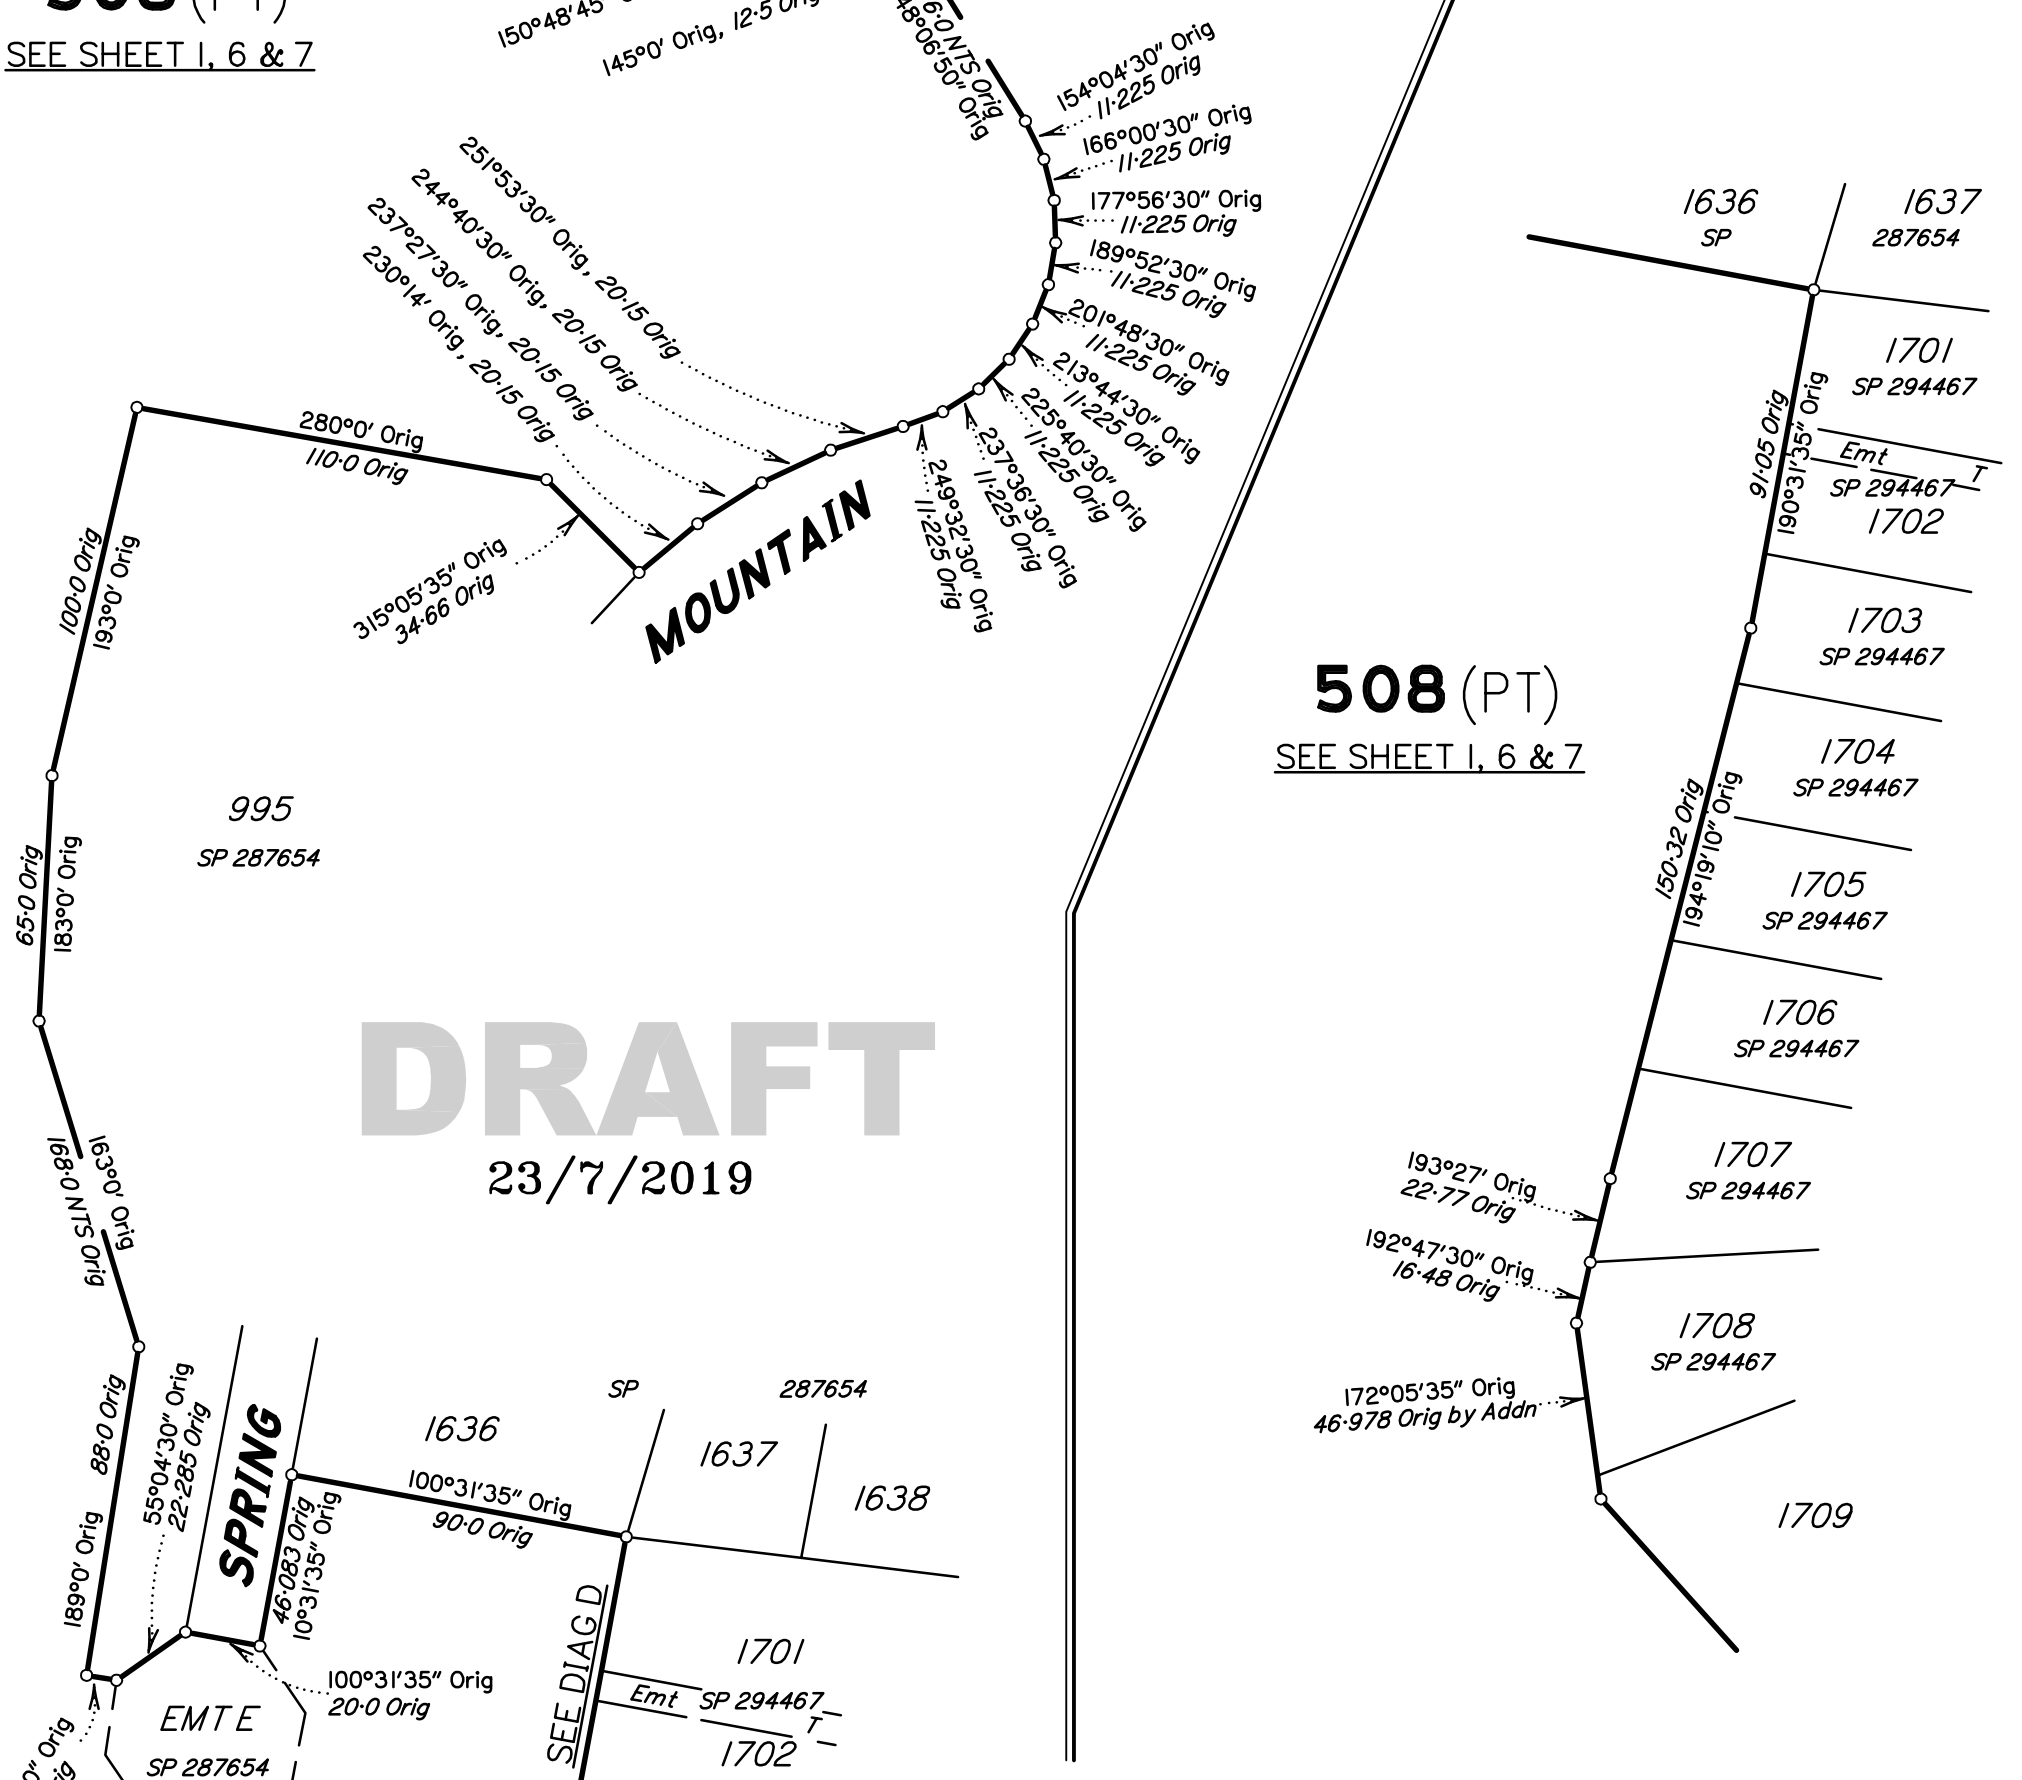 SEE SHEET 1, 6 & 7
150°48'45"
145°0' Orig, 12·5 Orig
6·0 NTS Orig
48°06'50" Orig
154°04'30" Orig
11·225 Orig
166°00'30" Orig
11·225 Orig
177°56'30" Orig
11·225 Orig
189°52'30" Orig
11·225 Orig
201°48'30" Orig
11·225 Orig
213°44'30" Orig
11·225 Orig
225°40'30" Orig
11·225 Orig
237°36'30" Orig
11·225 Orig
249°32'30" Orig
11·225 Orig
251°53'30" Orig, 20·15 Orig
244°40'30" Orig, 20·15 Orig
237°27'30" Orig, 20·15 Orig
230°14' Orig, 20·15 Orig
280°0' Orig
110·0 Orig
315°05'35" Orig
34·66 Orig
MOUNTAIN
100·0 Orig
193°0' Orig
995
SP 287654
65·0 Orig
183°0' Orig
DRAFT
23/7/2019
163°0' Orig
168·0 NTS Orig
88·0 Orig
189°0' Orig
55°04'30" Orig
22·285 Orig
SPRING
46·083 Orig
10°31'35" Orig
SP 287654
1636
1637
1638
100°31'35" Orig
90·0 Orig
SEE DIAG D
1701
Emt SP 294467
T
1702
100°31'35" Orig
20·0 Orig
EMT E
SP 287654
0" Orig
508 (PT)
SEE SHEET 1, 6 & 7
1636
SP
1637
287654
1701
SP 294467
91·05 Orig
190°31'35" Orig
Emt
T
SP 294467
1702
1703
SP 294467
1704
SP 294467
150·32 Orig
194°19'10" Orig
1705
SP 294467
1706
SP 294467
1707
SP 294467
193°27' Orig
22·77 Orig
192°47'30" Orig
16·48 Orig
1708
SP 294467
172°05'35" Orig
46·978 Orig by Addn
1709